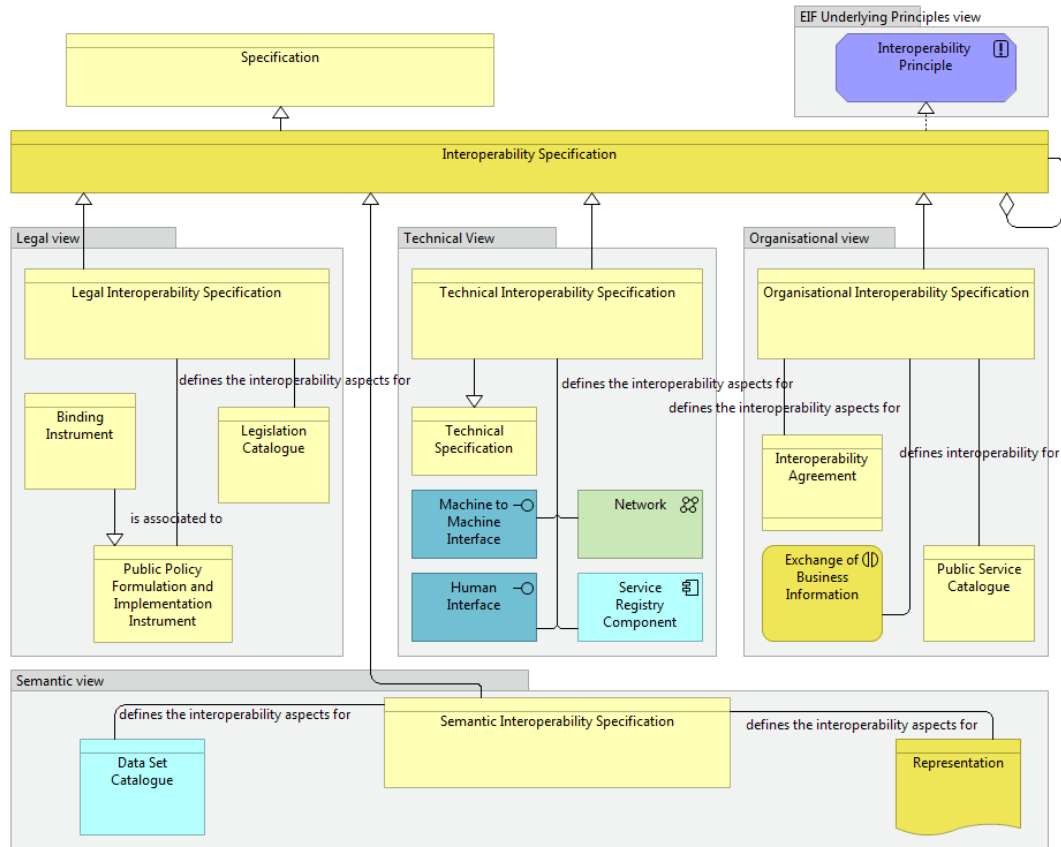 EIF Underlying Principles view
Interoperability
Principle
Specification
Interoperability Specification
Legal view
Technical View
Organisational view
Legal Interoperability Specification
Technical Interoperability Specification
Organisational Interoperability Specification
defines the interoperability aspects for
defines the interoperability aspects for
defines the interoperability aspects for
Binding
Instrument
Legislation
Catalogue
Technical
Specification
Interoperability
Agreement
defines interoperability for
is associated to
Machine to
Machine
Interface
Network
Public Policy
Formulation and
Implementation
Instrument
Human
Interface
Service
Registry
Component
Exchange of
Business
Information
Public Service
Catalogue
Semantic view
defines the interoperability aspects for
Semantic Interoperability Specification
defines the interoperability aspects for
Data Set
Catalogue
Representation